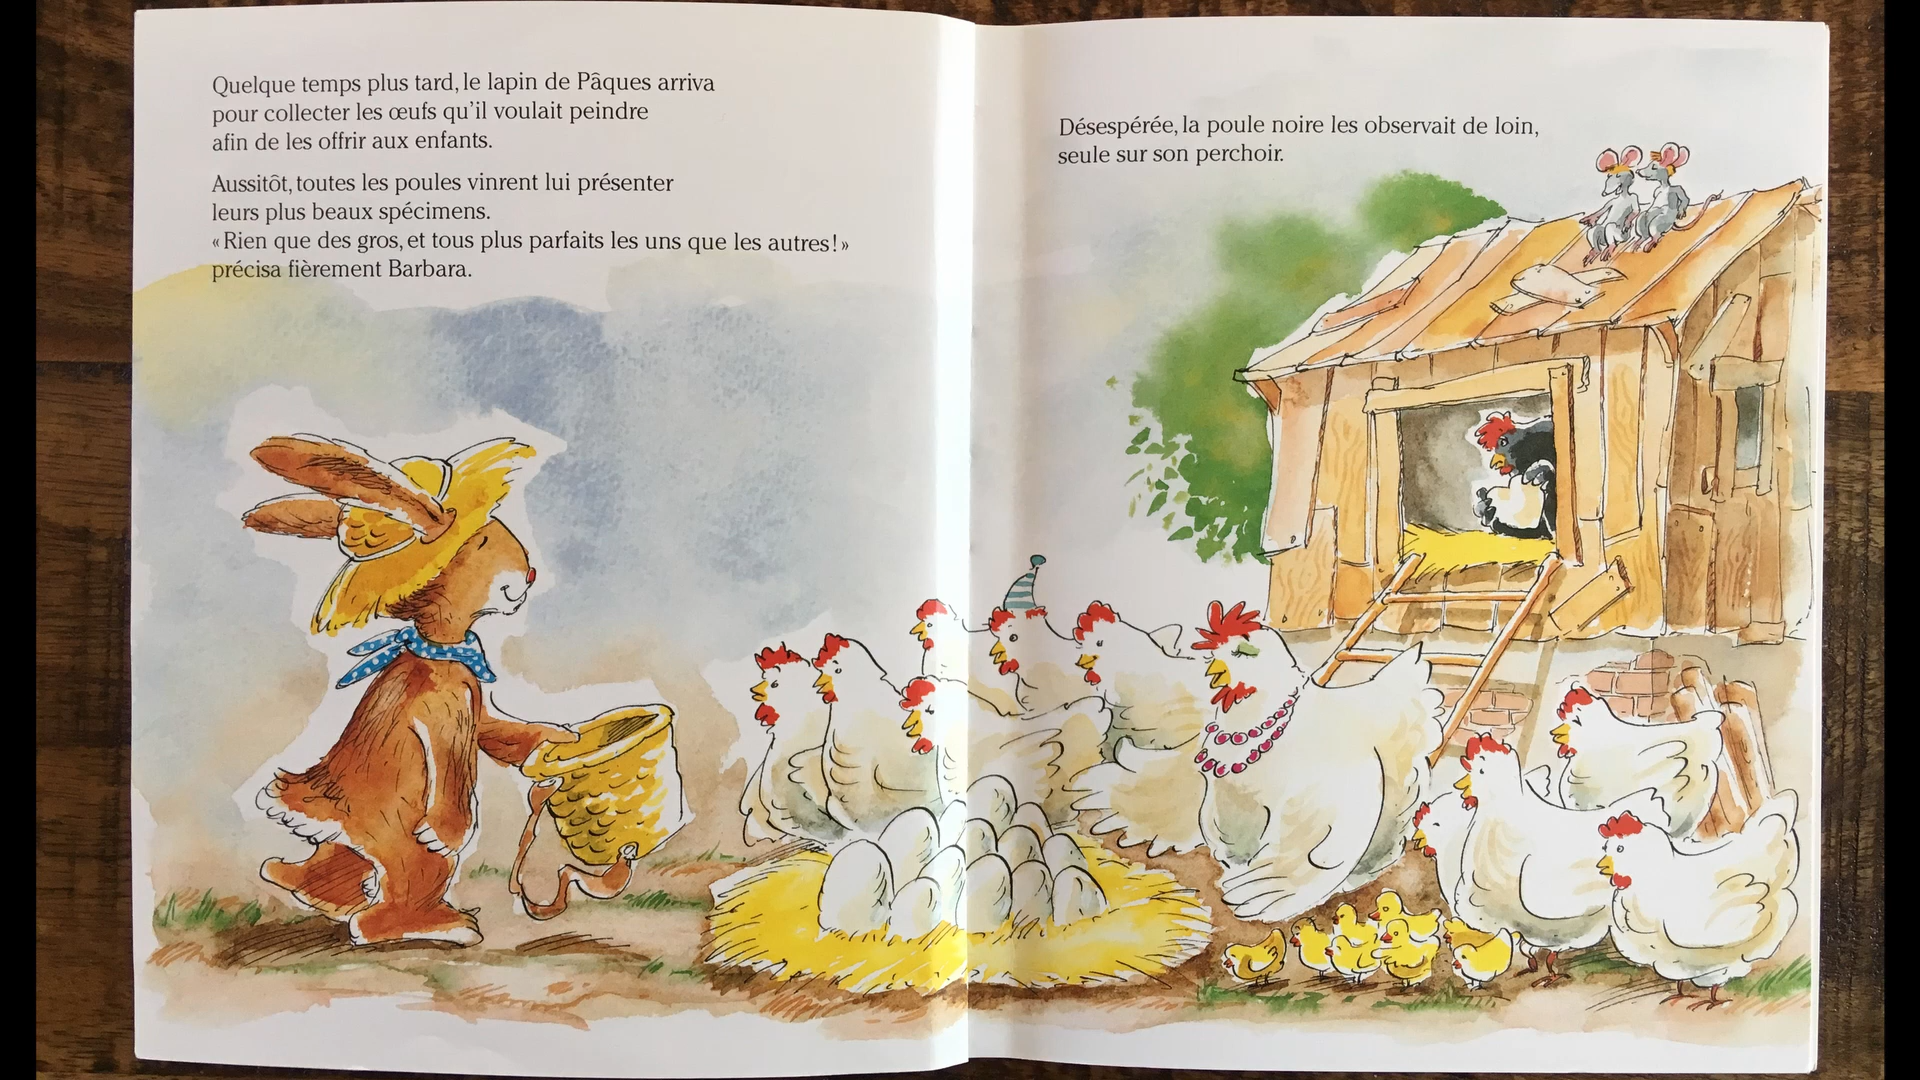 Quelque temps plus tard, le lapin de Pâques arriva
pour collecter les œufs qu'il voulait peindre
afin de les offrir aux enfants.
Aussitôt, toutes les poules vinrent lui présenter
leurs plus beaux spécimens.
« Rien que des gros, et tous plus parfaits les uns que les autres ! »
précisa fièrement Barbara.
Désespérée, la poule noire les observait de loin,
seule sur son perchoir.